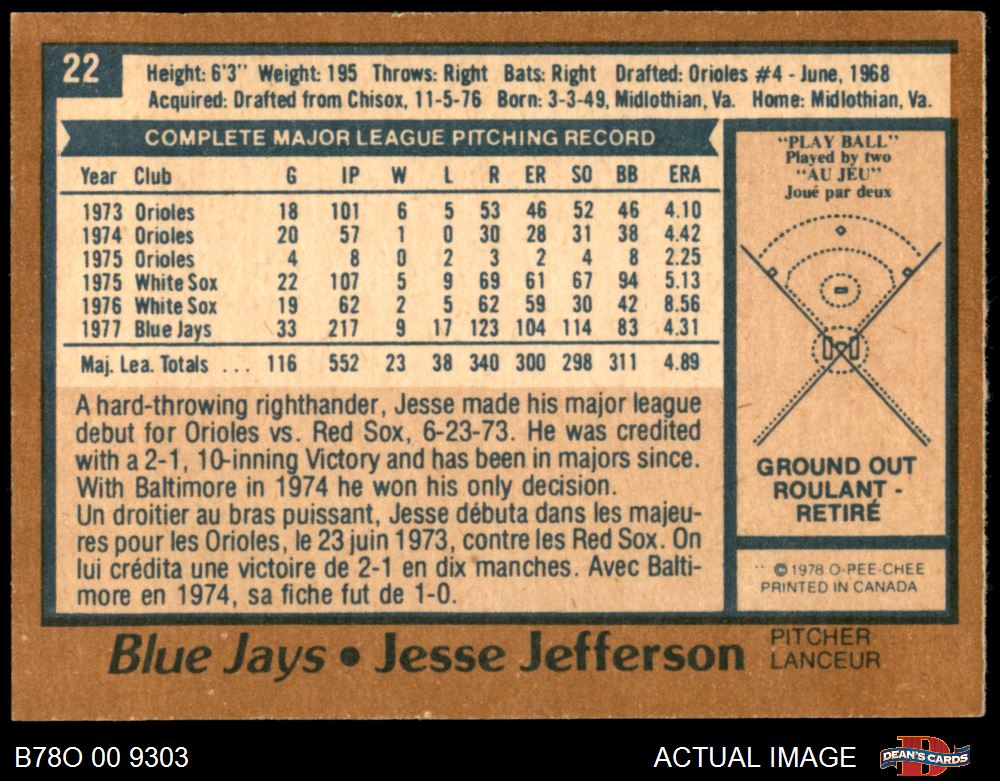 22
Height: 6'3" Weight: 195 Throws: Right Bats: Right Drafted: Orioles #4 - June, 1968
Acquired: Drafted from Chisox, 11-5-76 Born: 3-3-49, Midlothian, Va. Home: Midlothian, Va.
COMPLETE MAJOR LEAGUE PITCHING RECORD
Year Club G IP W L R ER SO BB ERA
1973 Orioles 18 101 6 5 53 46 52 46 4.10
1974 Orioles 20 57 1 0 30 28 31 38 4.42
1975 Orioles 4 8 0 2 3 2 4 8 2.25
1975 White Sox 22 107 5 9 69 61 67 94 5.13
1976 White Sox 19 62 2 5 62 59 30 42 8.56
1977 Blue Jays 33 217 9 17 123 104 114 83 4.31
Maj. Lea. Totals ... 116 552 23 38 340 300 298 311 4.89
A hard-throwing righthander, Jesse made his major league
debut for Orioles vs. Red Sox, 6-23-73. He was credited
with a 2-1, 10-inning Victory and has been in majors since.
With Baltimore in 1974 he won his only decision.
Un droitier au bras puissant, Jesse débuta dans les majeu-
res pour les Orioles, le 23 juin 1973, contre les Red Sox. On
lui crédita une victoire de 2-1 en dix manches. Avec Balti-
more en 1974, sa fiche fut de 1-0.
"PLAY BALL"
Played by two
"AU JEU"
Joué par deux
GROUND OUT
ROULANT -
RETIRÉ
© 1978 O-PEE-CHEE
PRINTED IN CANADA
Blue Jays • Jesse Jefferson
PITCHER
LANCEUR
B78O 00 9303
ACTUAL IMAGE
DEAN'S CARDS